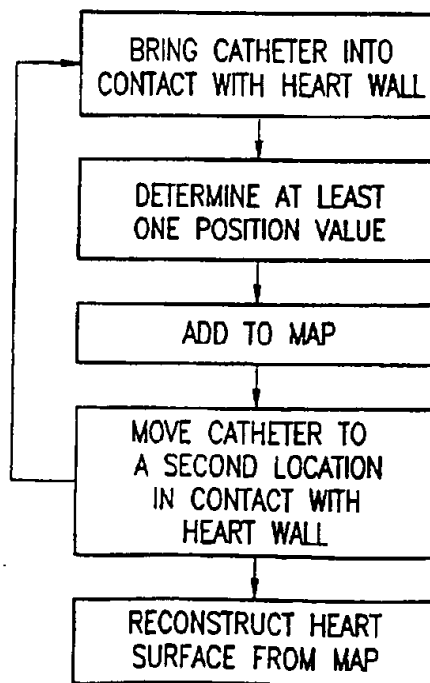 BRING CATHETER INTO
CONTACT WITH HEART WALL
DETERMINE AT LEAST
ONE POSITION VALUE
ADD TO MAP
MOVE CATHETER TO
A SECOND LOCATION
IN CONTACT WITH
HEART WALL
RECONSTRUCT HEART
SURFACE FROM MAP